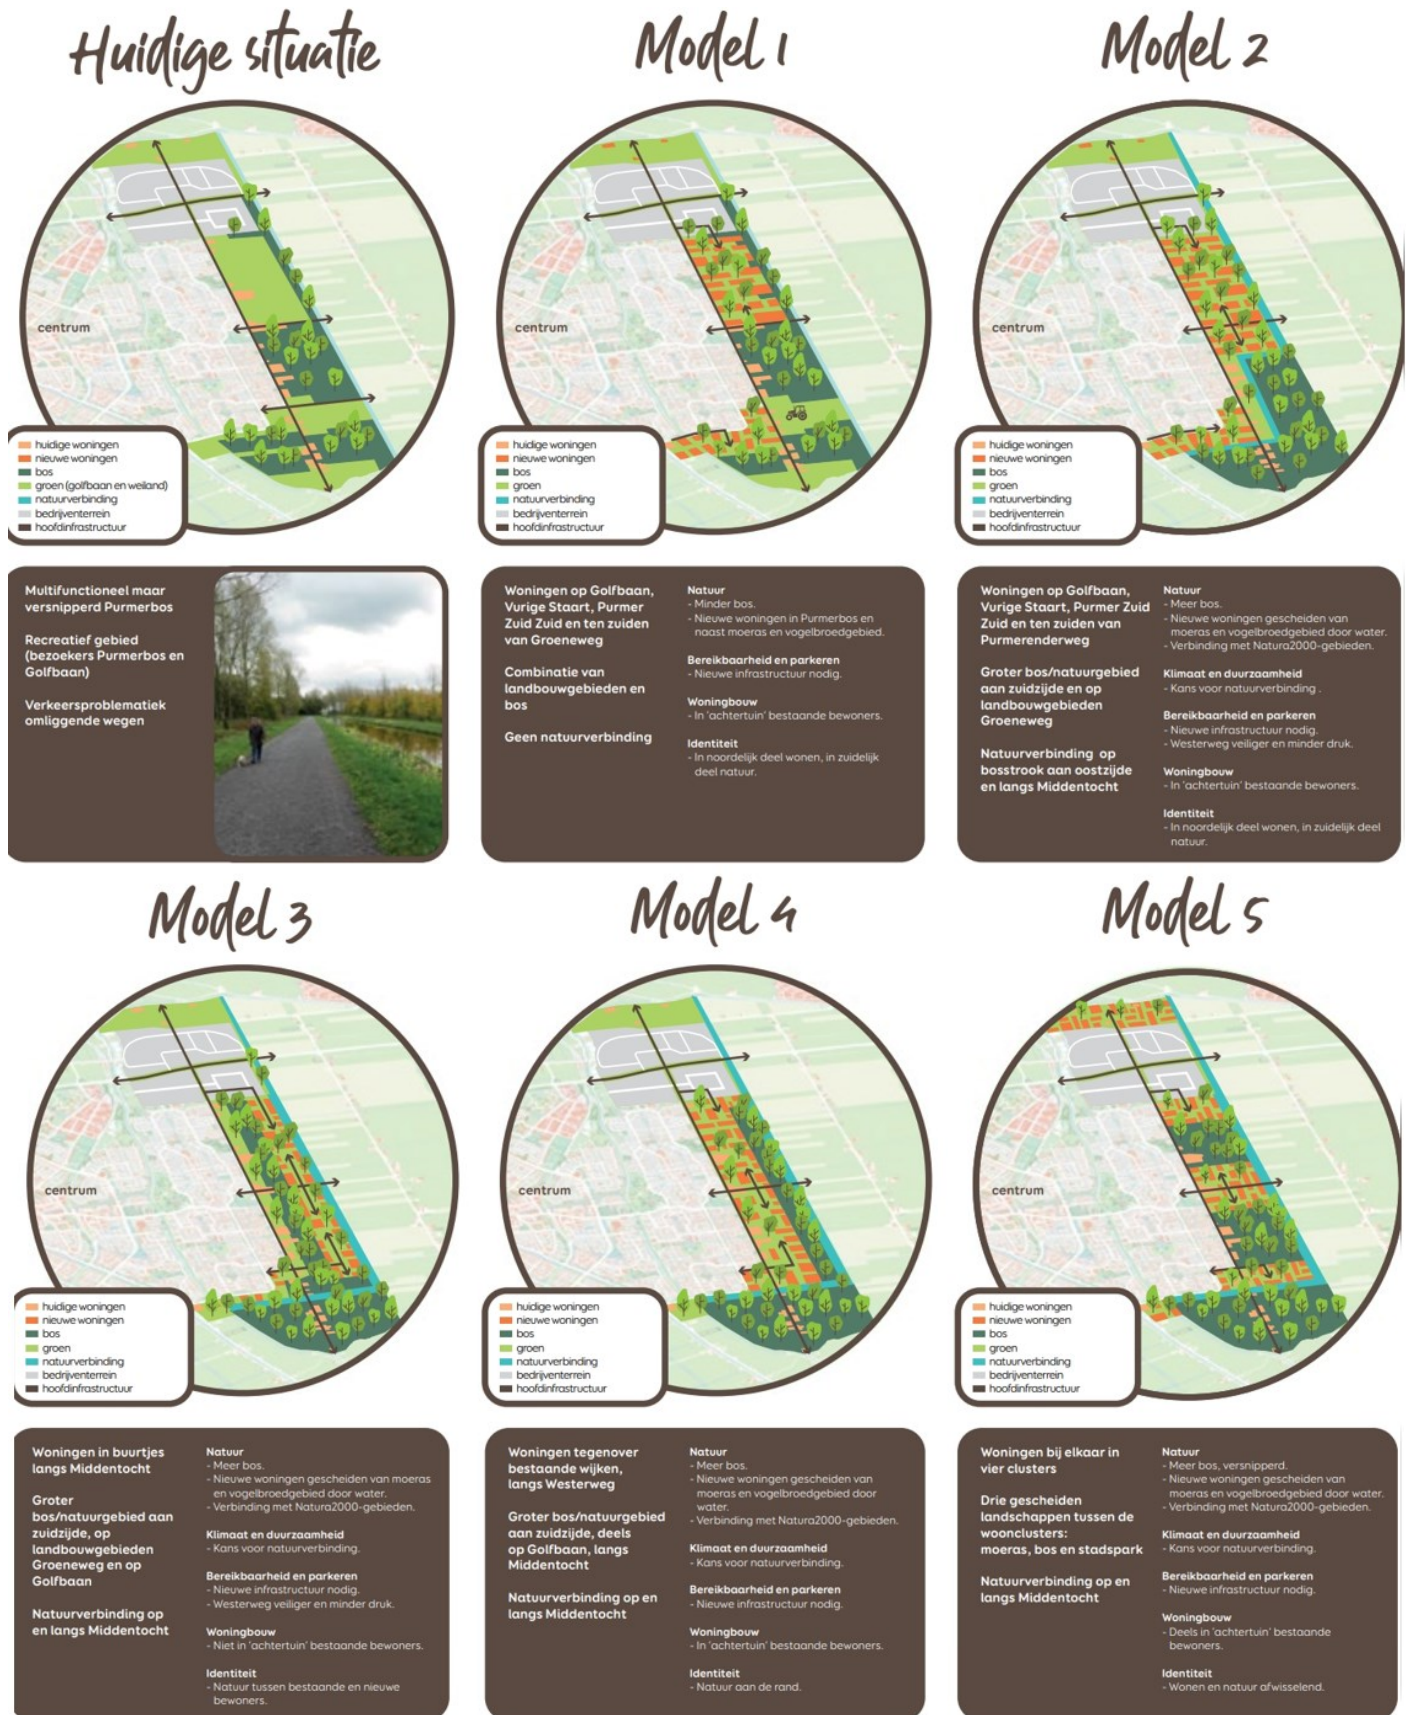 Huidige situatie
centrum
huidige woningen
nieuwe woningen
bos
groen (golfbaan en weiland)
natuurverbinding
bedrijventerrein
hoofdinfrastructuur
Multifunctioneel maar
versnipperd Purmerbos
Recreatief gebied
(bezoekers Purmerbos en
Golfbaan)
Verkeersproblematiek
omliggende wegen
Model 1
centrum
huidige woningen
nieuwe woningen
bos
groen
natuurverbinding
bedrijventerrein
hoofdinfrastructuur
Woningen op Golfbaan,
Vurige Staart, Purmer
Zuid Zuid en ten zuiden
van Groeneweg
Combinatie van
landbouwgebieden en
bos
Geen natuurverbinding
Natuur
- Minder bos.
- Nieuwe woningen in Purmerbos en
naast moeras en vogelbroedgebied.
Bereikbaarheid en parkeren
- Nieuwe infrastructuur nodig.
Woningbouw
- In 'achtertuin' bestaande bewoners.
Identiteit
- In noordelijk deel wonen, in zuidelijk
deel natuur.
Model 2
centrum
huidige woningen
nieuwe woningen
bos
groen
natuurverbinding
bedrijventerrein
hoofdinfrastructuur
Woningen op Golfbaan,
Vurige Staart, Purmer Zuid
Zuid en ten zuiden van
Purmerenderweg
Groter bos/natuurgebied
aan zuidzijde en op
landbouwgebieden
Groeneweg
Natuurverbinding op
bosstrook aan oostzijde
en langs Middentocht
Natuur
- Meer bos.
- Nieuwe woningen gescheiden van
moeras en vogelbroedgebied door water.
- Verbinding met Natura2000-gebieden.
Klimaat en duurzaamheid
- Kans voor natuurverbinding .
Bereikbaarheid en parkeren
- Nieuwe infrastructuur nodig.
- Westerweg veiliger en minder druk.
Woningbouw
- In 'achtertuin' bestaande bewoners.
Identiteit
- In noordelijk deel wonen, in zuidelijk deel
natuur.
Model 3
centrum
huidige woningen
nieuwe woningen
bos
groen
natuurverbinding
bedrijventerrein
hoofdinfrastructuur
Woningen in buurtjes
langs Middentocht
Groter
bos/natuurgebied aan
zuidzijde, op
landbouwgebieden
Groeneweg en op
Golfbaan
Natuurverbinding op
en langs Middentocht
Natuur
- Meer bos.
- Nieuwe woningen gescheiden van moeras
en vogelbroedgebied door water.
- Verbinding met Natura2000-gebieden.
Klimaat en duurzaamheid
- Kans voor natuurverbinding.
Bereikbaarheid en parkeren
- Nieuwe infrastructuur nodig.
- Westerweg veiliger en minder druk.
Woningbouw
- Niet in 'achtertuin' bestaande bewoners.
Identiteit
- Natuur tussen bestaande en nieuwe
bewoners.
Model 4
centrum
huidige woningen
nieuwe woningen
bos
groen
natuurverbinding
bedrijventerrein
hoofdinfrastructuur
Woningen tegenover
bestaande wijken,
langs Westerweg
Groter bos/natuurgebied
aan zuidzijde, deels
op Golfbaan, langs
Middentocht
Natuurverbinding op en
langs Middentocht
Natuur
- Meer bos.
- Nieuwe woningen gescheiden van
moeras en vogelbroedgebied door
water.
- Verbinding met Natura2000-gebieden.
Klimaat en duurzaamheid
- Kans voor natuurverbinding.
Bereikbaarheid en parkeren
- Nieuwe infrastructuur nodig.
Woningbouw
- In 'achtertuin' bestaande bewoners.
Identiteit
- Natuur aan de rand.
Model 5
centrum
huidige woningen
nieuwe woningen
bos
groen
natuurverbinding
bedrijventerrein
hoofdinfrastructuur
Woningen bij elkaar in
vier clusters
Drie gescheiden
landschappen tussen de
woonclusters:
moeras, bos en stadspark
Natuurverbinding op en
langs Middentocht
Natuur
- Meer bos, versnipperd.
- Nieuwe woningen gescheiden van
moeras en vogelbroedgebied door water.
- Verbinding met Natura2000-gebieden.
Klimaat en duurzaamheid
- Kans voor natuurverbinding.
Bereikbaarheid en parkeren
- Nieuwe infrastructuur nodig.
Woningbouw
- Deels in 'achtertuin' bestaande
bewoners.
Identiteit
- Wonen en natuur afwisselend.